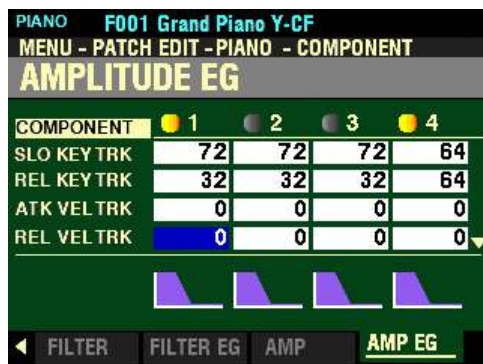 PIANO F001 Grand Piano Y-CF
MENU - PATCH EDIT -PIANO - COMPONENT
AMPLITUDE EG
COMPONENT 1 2 3 4
SLO KEY TRK 72 72 72 64
REL KEY TRK 32 32 32 64
ATK VEL TRK 0 0 0 0
REL VEL TRK 0 0 0 0
FILTER FILTER EG AMP AMP EG